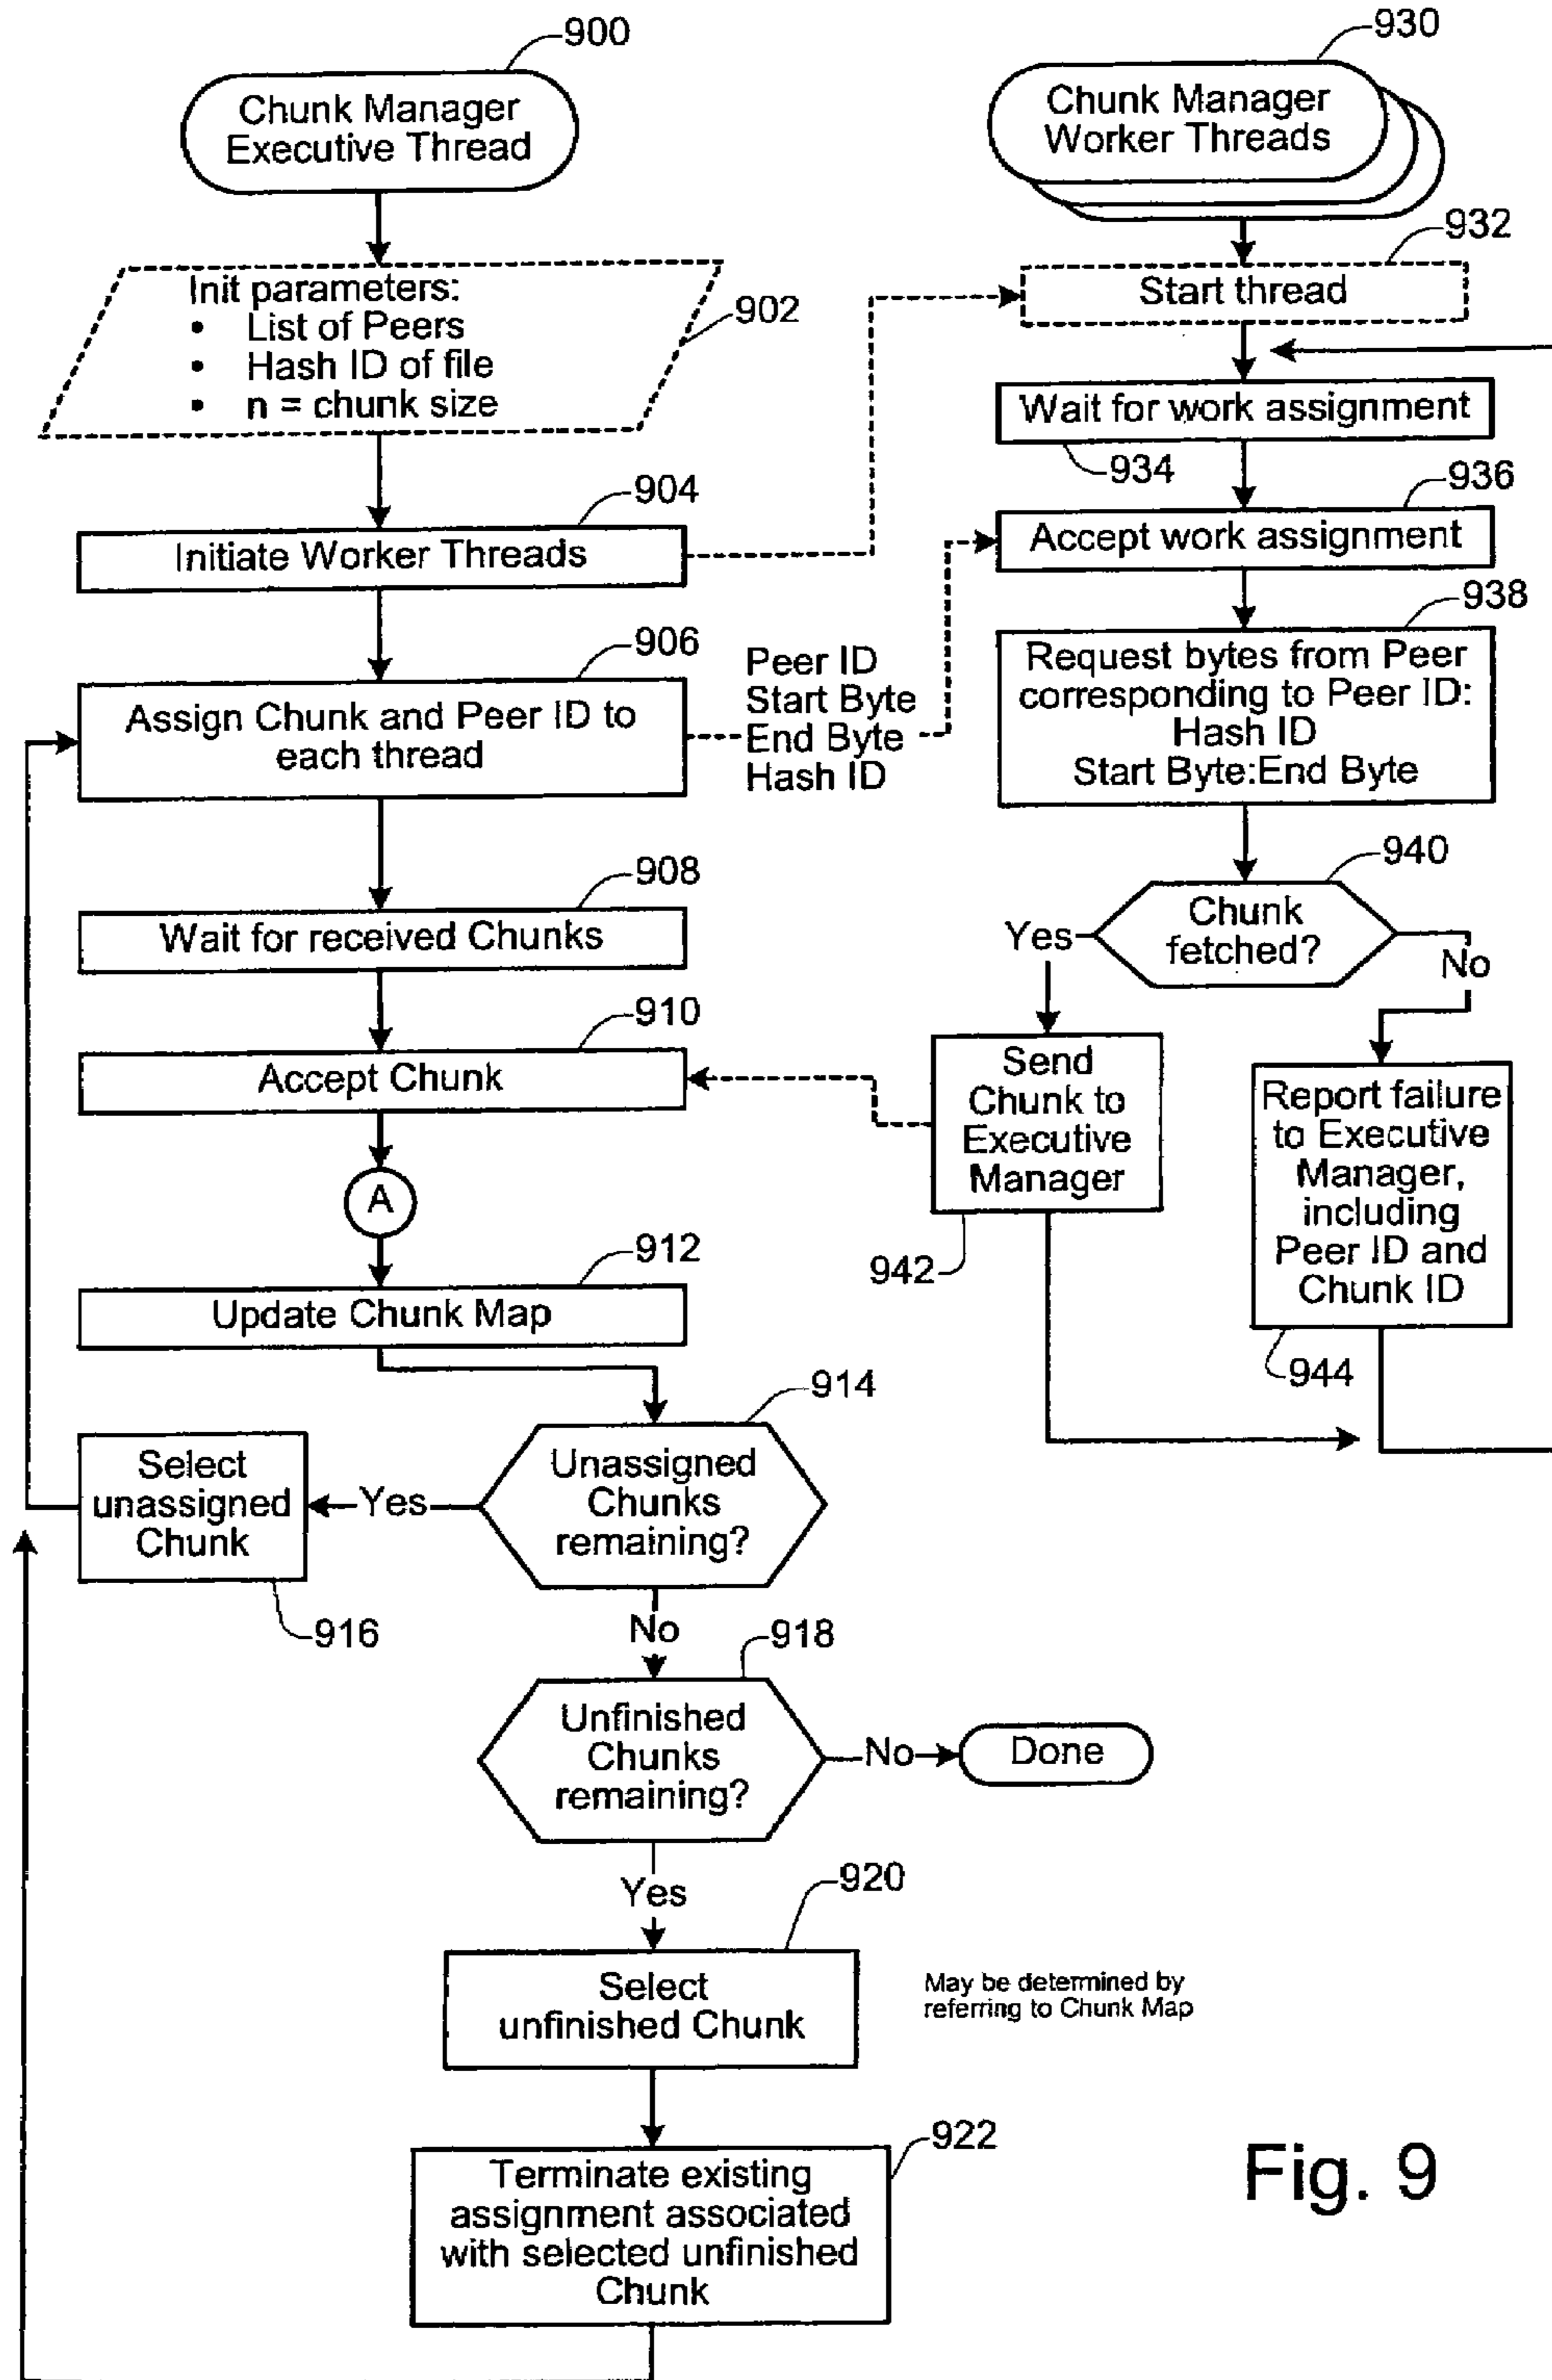 900
Chunk Manager
Executive Thread
Init parameters:
• List of Peers
• Hash ID of file
• n = chunk size
902
904
Initiate Worker Threads
906
Assign Chunk and Peer ID to
each thread
Peer ID
Start Byte
End Byte
Hash ID
908
Wait for received Chunks
910
Accept Chunk
A
912
Update Chunk Map
914
Unassigned
Chunks
remaining?
Yes
Select
unassigned
Chunk
916
No
918
Unfinished
Chunks
remaining?
No
Done
Yes
920
Select
unfinished Chunk
May be determined by
referring to Chunk Map
922
Terminate existing
assignment associated
with selected unfinished
Chunk
930
Chunk Manager
Worker Threads
932
Start thread
Wait for work assignment
934
936
Accept work assignment
938
Request bytes from Peer
corresponding to Peer ID:
Hash ID
Start Byte:End Byte
940
Chunk
fetched?
Yes
No
Send
Chunk to
Executive
Manager
942
Report failure
to Executive
Manager,
including
Peer ID and
Chunk ID
944
Fig. 9